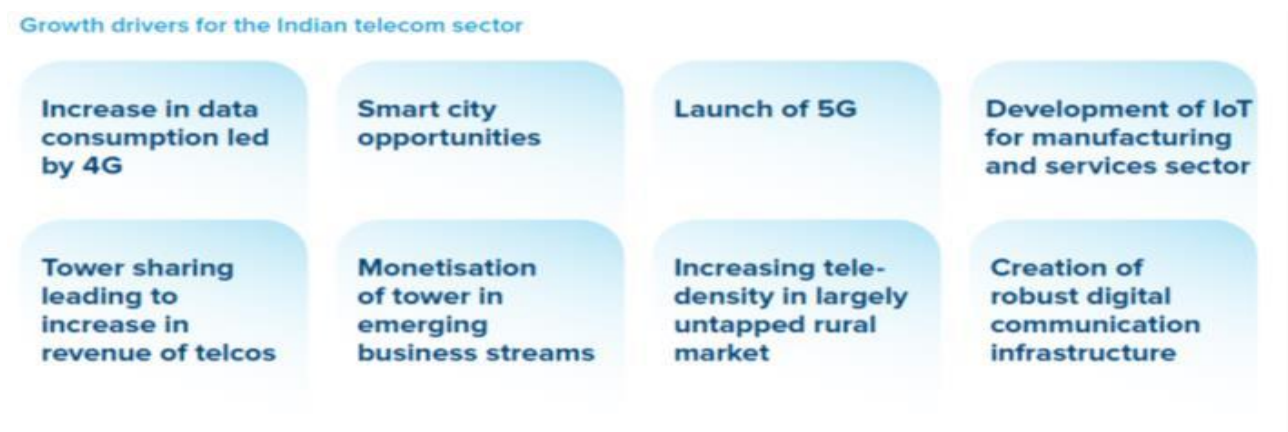 Growth drivers for the Indian telecom sector
Increase in data
consumption led
by 4G
Smart city
opportunities
Launch of 5G
Development of IoT
for manufacturing
and services sector
Tower sharing
leading to
increase in
revenue of telcos
Monetisation
of tower in
emerging
business streams
Increasing tele-
density in largely
untapped rural
market
Creation of
robust digital
communication
infrastructure